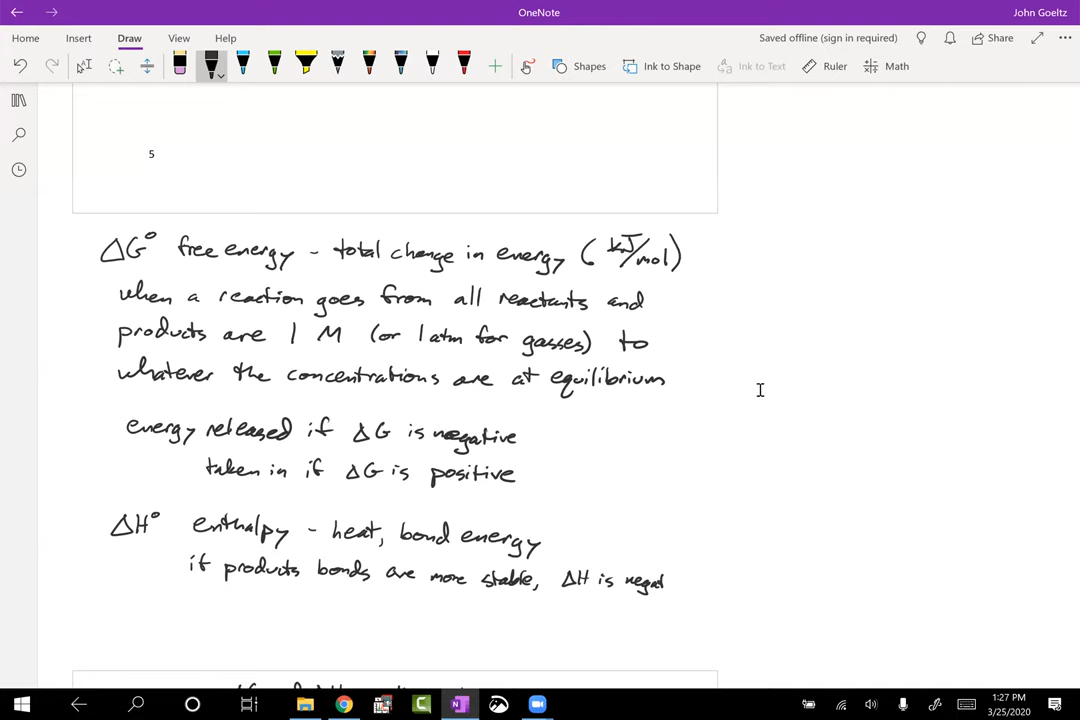 OneNote
John Goeltz
Home Insert Draw View Help
Saved offline (sign in required)
Share
Shapes
Ink to Shape
Ink to Text
Ruler
Math
5
ΔG° free energy - total change in energy (kJ/mol)
when a reaction goes from all reactants and
products are 1 M (or 1 atm for gasses) to
whatever the concentrations are at equilibrium
energy released if ΔG is negative
taken in if ΔG is positive
ΔH° enthalpy - heat, bond energy
if products bonds are more stable, ΔH is negat
1:27 PM
3/25/2020